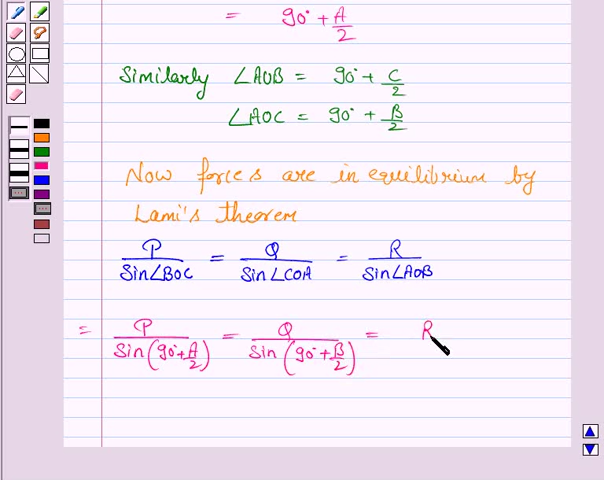 = 90° + A/2
Similarly ∠AOB = 90° + C/2
∠AOC = 90° + B/2
Now forces are in equilibrium by
Lami's theorem
P/Sin∠BOC = Q/Sin∠COA = R/Sin∠AOB
= P/Sin(90°+A/2) = Q/Sin(90°+B/2) = R